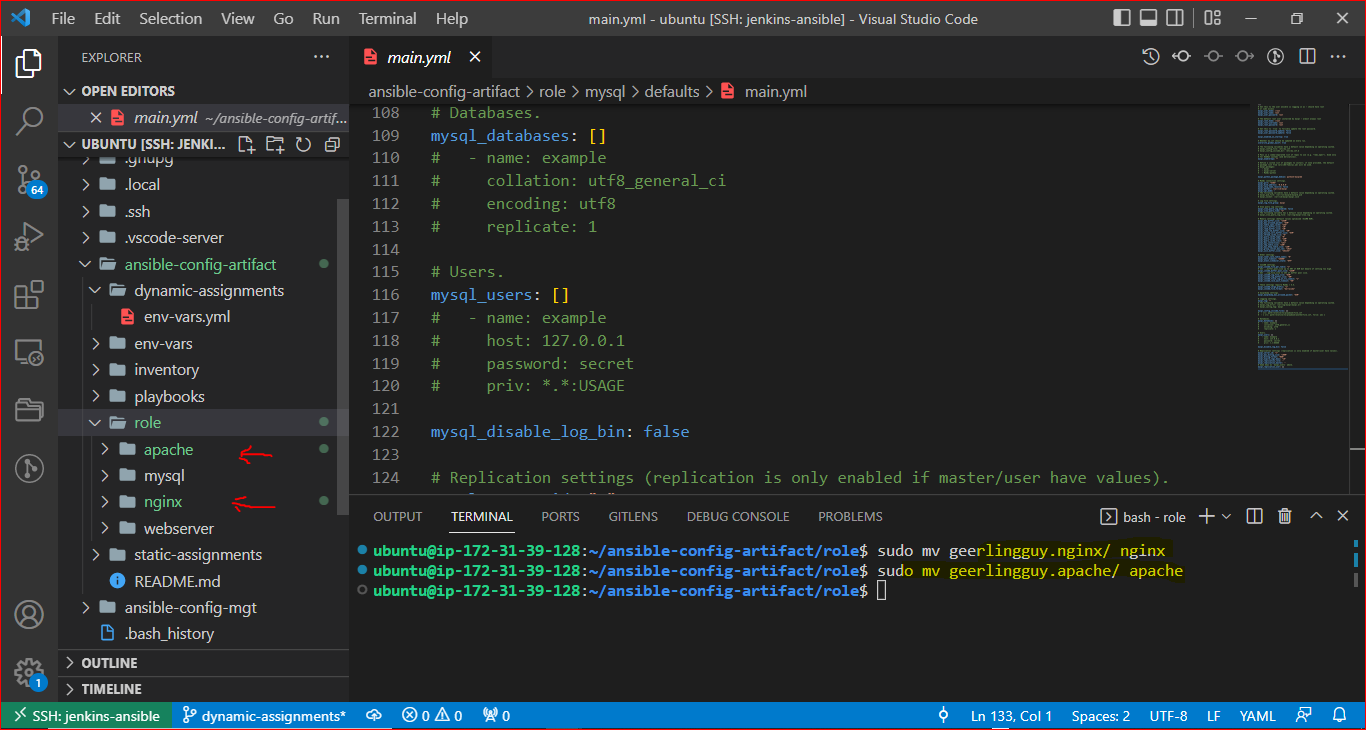 File Edit Selection View Go Run Terminal Help
main.yml - ubuntu [SSH: jenkins-ansible] - Visual Studio Code
EXPLORER
OPEN EDITORS
main.yml ~/ansible-config-artif...
UBUNTU [SSH: JENKI...
.gnupg
.local
.ssh
.vscode-server
ansible-config-artifact
dynamic-assignments
env-vars.yml
env-vars
inventory
playbooks
role
apache
mysql
nginx
webserver
static-assignments
README.md
ansible-config-mgt
.bash_history
OUTLINE
TIMELINE
64
1
main.yml
ansible-config-artifact > role > mysql > defaults > main.yml
108 # Databases.
109 mysql_databases: []
110 #   - name: example
111 #     collation: utf8_general_ci
112 #     encoding: utf8
113 #     replicate: 1
114
115 # Users.
116 mysql_users: []
117 #   - name: example
118 #     host: 127.0.0.1
119 #     password: secret
120 #     priv: *.*:USAGE
121
122 mysql_disable_log_bin: false
123
124 # Replication settings (replication is only enabled if master/user have values).
OUTPUT TERMINAL PORTS GITLENS DEBUG CONSOLE PROBLEMS
bash - role
ubuntu@ip-172-31-39-128:~/ansible-config-artifact/role$ sudo mv geerlingguy.nginx/ nginx
ubuntu@ip-172-31-39-128:~/ansible-config-artifact/role$ sudo mv geerlingguy.apache/ apache
ubuntu@ip-172-31-39-128:~/ansible-config-artifact/role$
SSH: jenkins-ansible dynamic-assignments* 0 0 0 Ln 133, Col 1 Spaces: 2 UTF-8 LF YAML